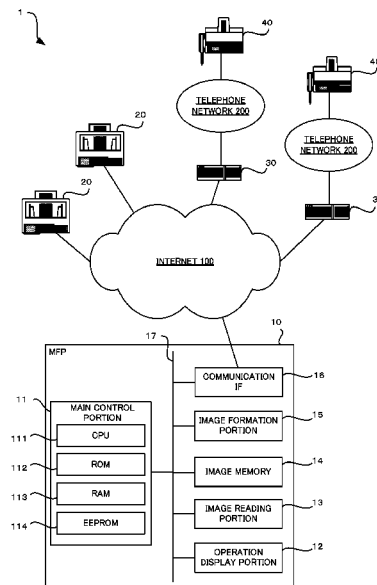 1
40
40
TELEPHONE
NETWORK 200
TELEPHONE
NETWORK 200
20
20
30
30
INTERNET 100
10
MFP
17
COMMUNICATION
IF
16
11
MAIN CONTROL
PORTION
111
CPU
112
ROM
113
RAM
114
EEPROM
IMAGE FORMATION
PORTION
15
IMAGE MEMORY
14
IMAGE READING
PORTION
13
OPERATION
DISPLAY PORTION
12